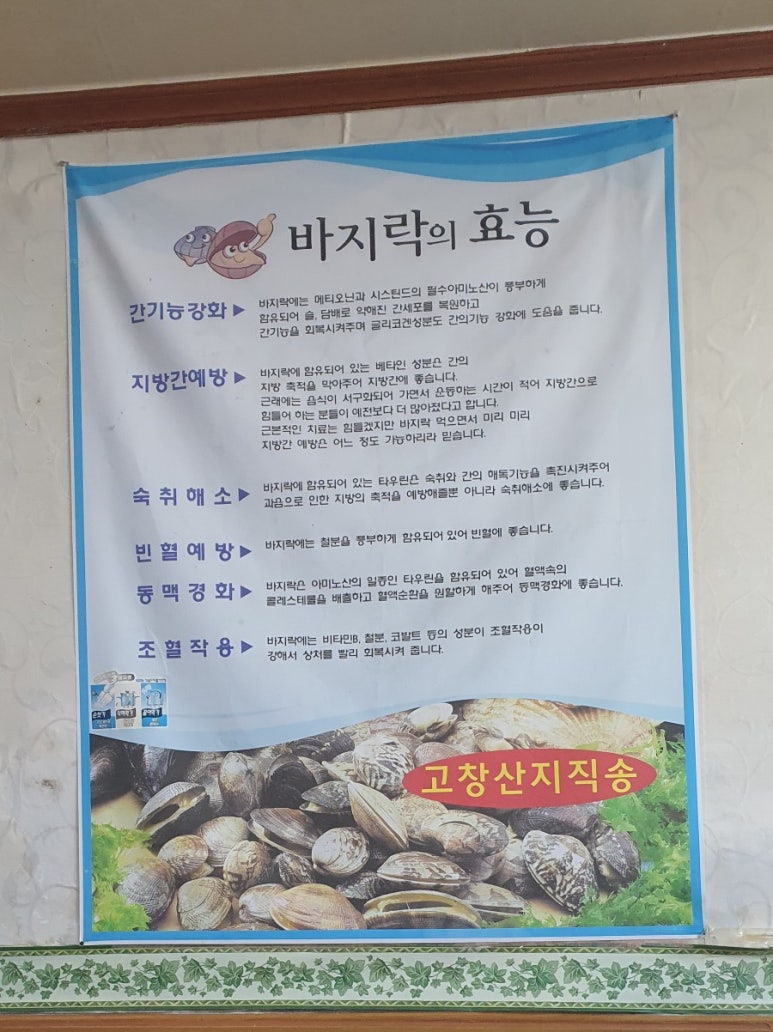 바지락의 효능
간기능강화▶
바지락에는 메티오닌과 시스틴드의 필수아미노산이 풍부하게
함유되어 술, 담배로 약해진 간세포를 복원하고
간기능을 회복시켜주며 글리코겐성분도 간의기능 강화에 도움을 줍니다.
지방간예방▶
바지락에 함유되어 있는 베타인 성분은 간의
지방 축적을 막아주어 지방간에 좋습니다.
근래에는 음식이 서구화되어 가면서 운동하는 시간이 적어 지방간으로
힘들어 하는 분들이 예전보다 더 많아졌다고 합니다.
근본적인 치료는 힘들겠지만 바지락 먹으면서 미리 미리
지방간 예방은 어느 정도 가능하리라 믿습니다.
숙취해소▶
바지락에 함유되어 있는 타우린은 숙취와 간의 해독기능을 촉진시켜주어
과음으로 인한 지방의 축적을 예방해줄뿐 아니라 숙취해소에 좋습니다.
빈혈예방▶
바지락에는 철분을 풍부하게 함유되어 있어 빈혈에 좋습니다.
동맥경화▶
바지락은 아미노산의 일종인 타우린을 함유되어 있어 혈액속의
콜레스테롤을 배출하고 혈액순환을 원할하게 해주어 동맥경화에 좋습니다.
조혈작용▶
바지락에는 비타민B, 철분, 코발트 등의 성분이 조혈작용이
강해서 상처를 빨리 회복시켜 줍니다.
고창산지직송